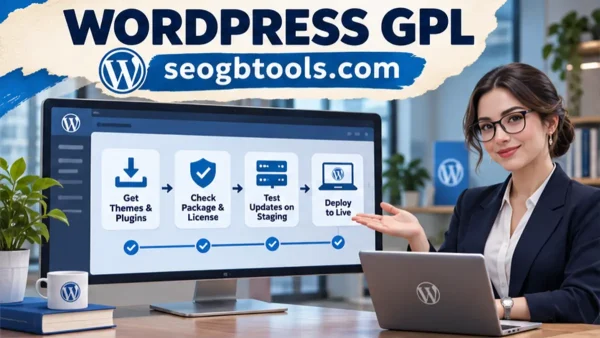 WORDPRESS GPL
seogbtools.com
Get
Themes &
Plugins
Check
Package &
License
Test
Updates on
Staging
Deploy
to Live